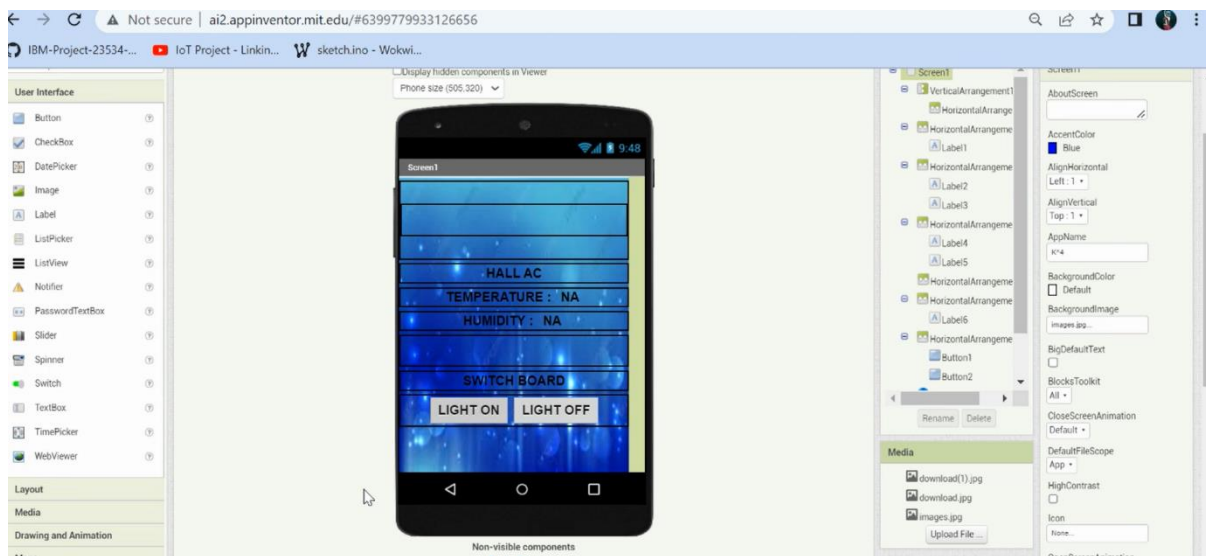 Not secure | ai2.appinventor.mit.edu/#6399779933126656
IBM-Project-23534-... IoT Project - Linkin... sketch.ino - Wokwi...
User Interface
Button
CheckBox
DatePicker
Image
Label
ListPicker
ListView
Notifier
PasswordTextBox
Slider
Spinner
Switch
TextBox
TimePicker
WebViewer
Layout
Media
Drawing and Animation
Display hidden components in Viewer
Phone size (505,320)
9:48
Screen1
HALL AC
TEMPERATURE : NA
HUMIDITY : NA
SWITCH BOARD
LIGHT ON LIGHT OFF
Non-visible components
Screen1
VerticalArrangement1
HorizontalArrange
HorizontalArrangeme
Label1
HorizontalArrangeme
Label2
Label3
HorizontalArrangeme
Label4
Label5
HorizontalArrangeme
HorizontalArrangeme
Label6
HorizontalArrangeme
Button1
Button2
Rename Delete
Media
download(1).jpg
download.jpg
images.jpg
Upload File ...
Screen1
AboutScreen
AccentColor
Blue
AlignHorizontal
Left : 1
AlignVertical
Top : 1
AppName
K^4
BackgroundColor
Default
BackgroundImage
images.jpg...
BigDefaultText
BlocksToolkit
All
CloseScreenAnimation
Default
DefaultFileScope
App
HighContrast
Icon
None...